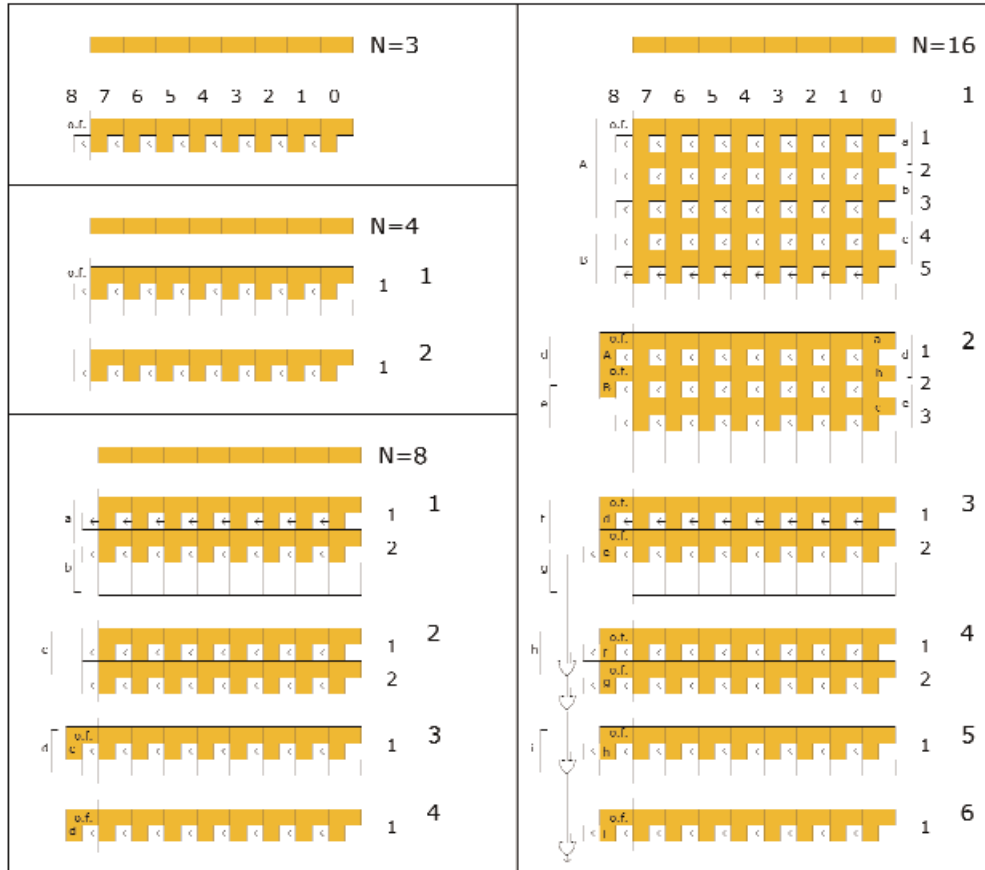 N=3
8 7 6 5 4 3 2 1 0
o.f.
N=4
o.f.
1 1
1 2
N=8
a 1 1
2
b
c 1 2
2
o.f.
d c 1 3
o.f.
d 1 4
N=16
8 7 6 5 4 3 2 1 0 1
o.f.
a 1
A 2
b
3
c 4
B 5
o.f. a 2
d A 1 d
o.f. b
B 2
e e
c 3
o.f. 3
f d 1
o.f.
e 2
g
o.f. 4
h f 1
o.f.
g 2
o.f. 5
i h 1
o.f. 6
i 1